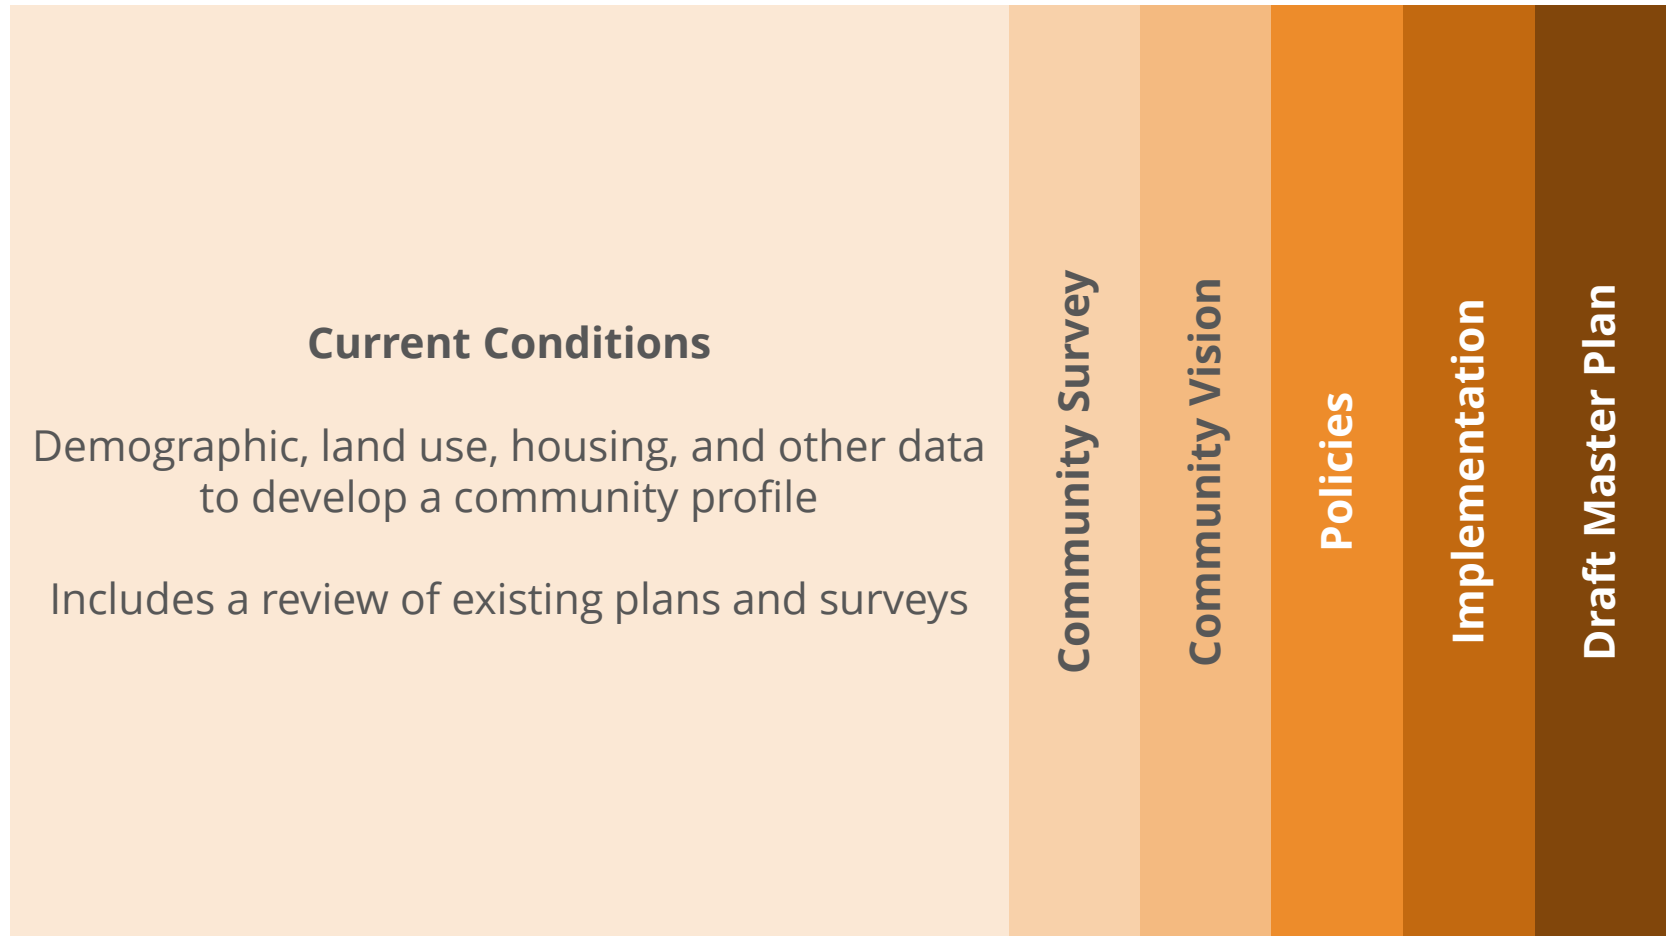 Current Conditions
Demographic, land use, housing, and other data
to develop a community profile
Includes a review of existing plans and surveys
Community Survey
Community Vision
Policies
Implementation
Draft Master Plan